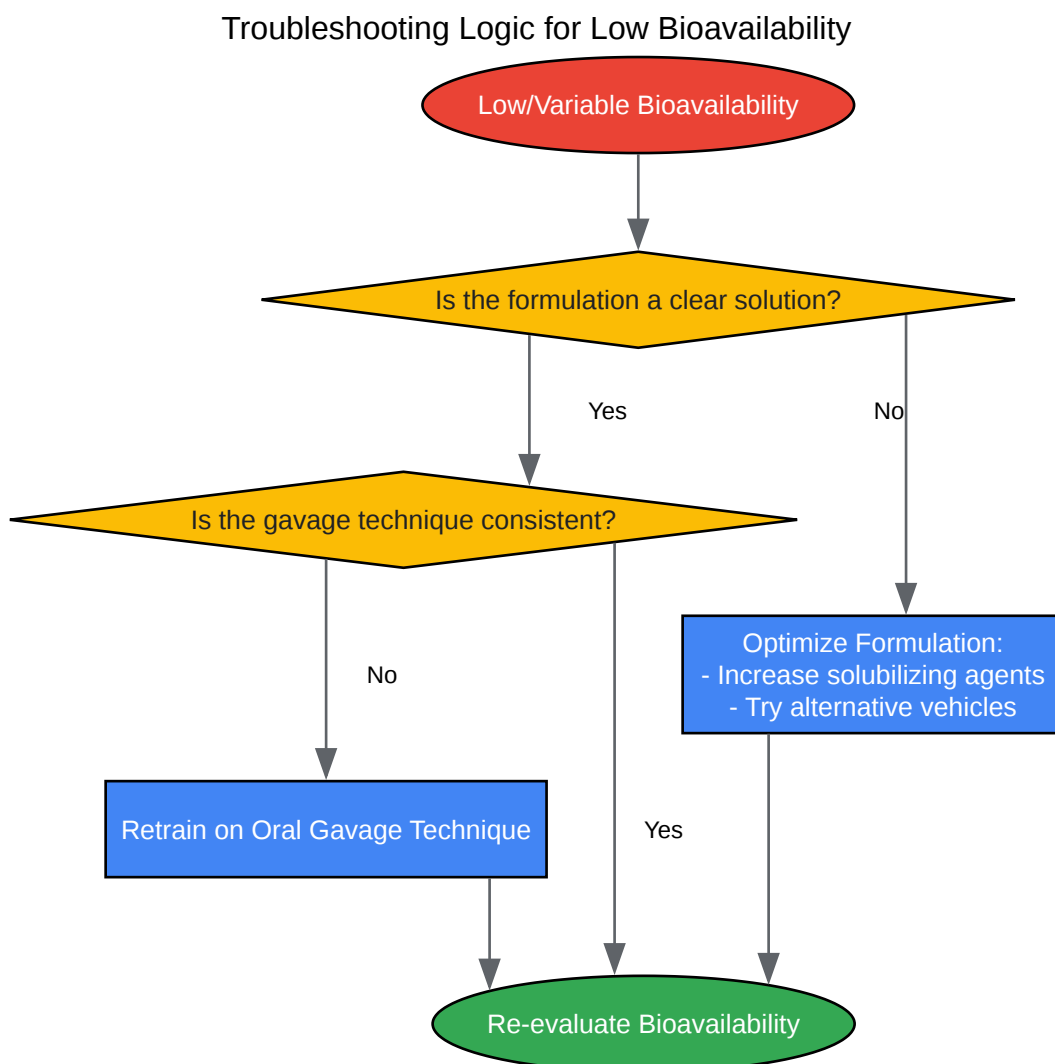 Troubleshooting Logic for Low Bioavailability
Low/Variable Bioavailability
Is the formulation a clear solution?
Yes
No
Is the gavage technique consistent?
No
Optimize Formulation:
- Increase solubilizing agents
- Try alternative vehicles
Retrain on Oral Gavage Technique
Yes
Re-evaluate Bioavailability